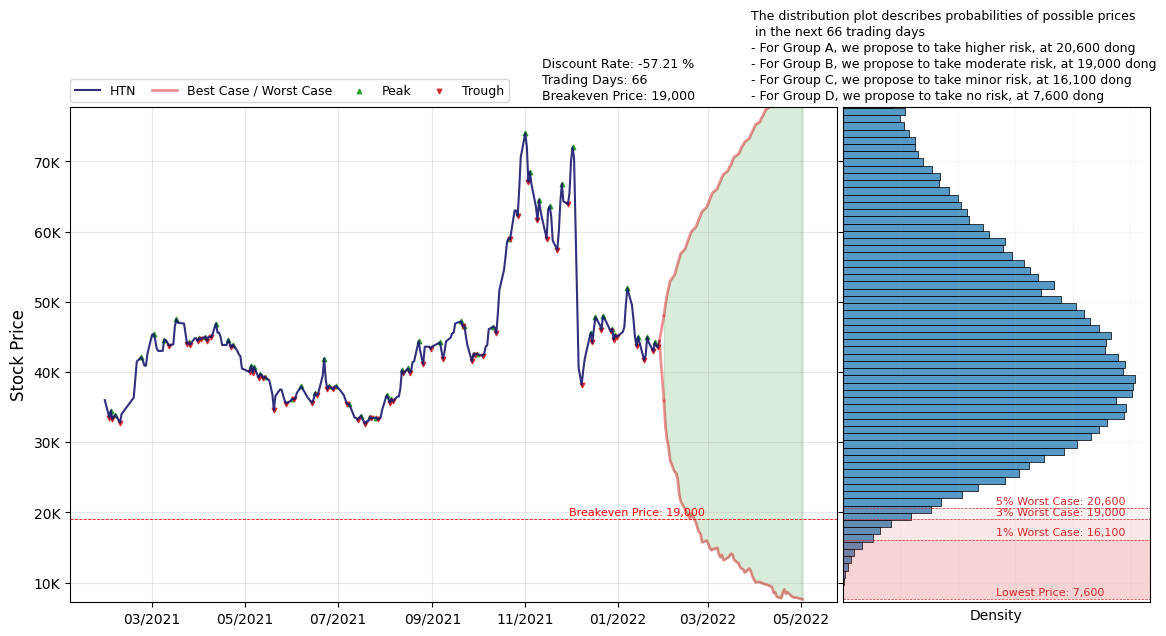 The distribution plot describes probabilities of possible prices
in the next 66 trading days
- For Group A, we propose to take higher risk, at 20,600 dong
- For Group B, we propose to take moderate risk, at 19,000 dong
- For Group C, we propose to take minor risk, at 16,100 dong
- For Group D, we propose to take no risk, at 7,600 dong
Discount Rate: -57.21 %
Trading Days: 66
Breakeven Price: 19,000
HTN
Best Case / Worst Case
Peak
Trough
Stock Price
70K
60K
50K
40K
30K
20K
10K
Breakeven Price: 19,000
5% Worst Case: 20,600
3% Worst Case: 19,000
1% Worst Case: 16,100
Lowest Price: 7,600
03/2021
05/2021
07/2021
09/2021
11/2021
01/2022
03/2022
05/2022
Density